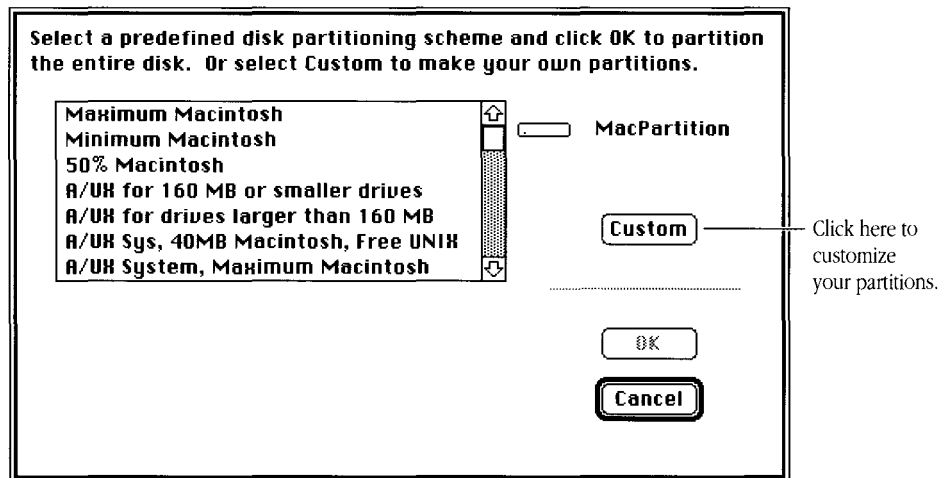 Select a predefined disk partitioning scheme and click OK to partition
the entire disk. Or select Custom to make your own partitions.
Maximum Macintosh
Minimum Macintosh
50% Macintosh
A/UX for 160 MB or smaller drives
A/UX for drives larger than 160 MB
A/UX Sys, 40MB Macintosh, Free UNIX
A/UX System, Maximum Macintosh
MacPartition
Custom
Click here to
customize
your partitions.
OK
Cancel